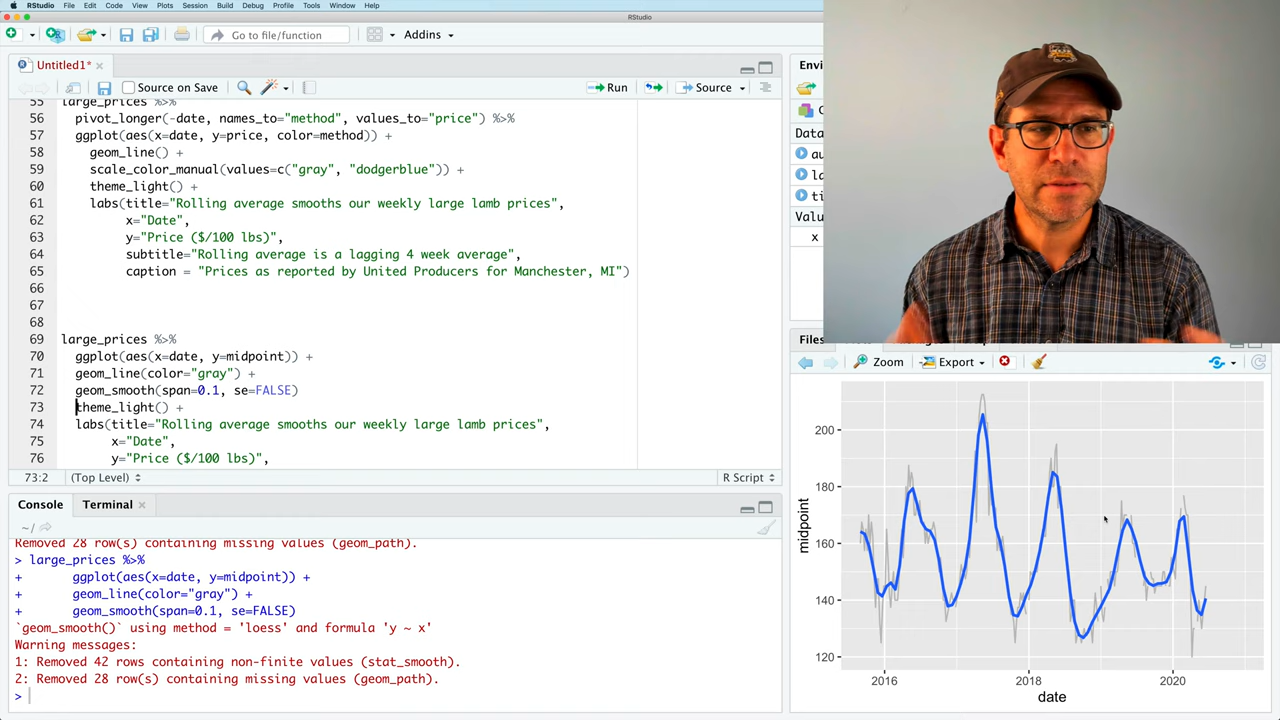 RStudio File Edit Code View Plots Session Build Debug Profile Tools Window Help
RStudio
Go to file/function Addins
Untitled1*
Envi
Source on Save Run Source
55 large_prices %>%
56 pivot_longer(-date, names_to="method", values_to="price") %>%
57 ggplot(aes(x=date, y=price, color=method)) +
58 geom_line() +
59 scale_color_manual(values=c("gray", "dodgerblue")) +
60 theme_light() +
61 labs(title="Rolling average smooths our weekly large lamb prices",
62 x="Date",
63 y="Price ($/100 lbs)",
64 subtitle="Rolling average is a lagging 4 week average",
65 caption = "Prices as reported by United Producers for Manchester, MI")
66
67
68
69 large_prices %>%
70 ggplot(aes(x=date, y=midpoint)) +
71 geom_line(color="gray") +
72 geom_smooth(span=0.1, se=FALSE)
73 theme_light() +
74 labs(title="Rolling average smooths our weekly large lamb prices",
75 x="Date",
76 y="Price ($/100 lbs)",
73:2 (Top Level) R Script
Console Terminal
~/
Removed 28 row(s) containing missing values (geom_path).
> large_prices %>%
+ ggplot(aes(x=date, y=midpoint)) +
+ geom_line(color="gray") +
+ geom_smooth(span=0.1, se=FALSE)
`geom_smooth()` using method = 'loess' and formula 'y ~ x'
Warning messages:
1: Removed 42 rows containing non-finite values (stat_smooth).
2: Removed 28 row(s) containing missing values (geom_path).
>
Data
au
la
ti
Valu
x
Files
Zoom Export
200
180
160
140
120
midpoint
2016 2018 2020
date